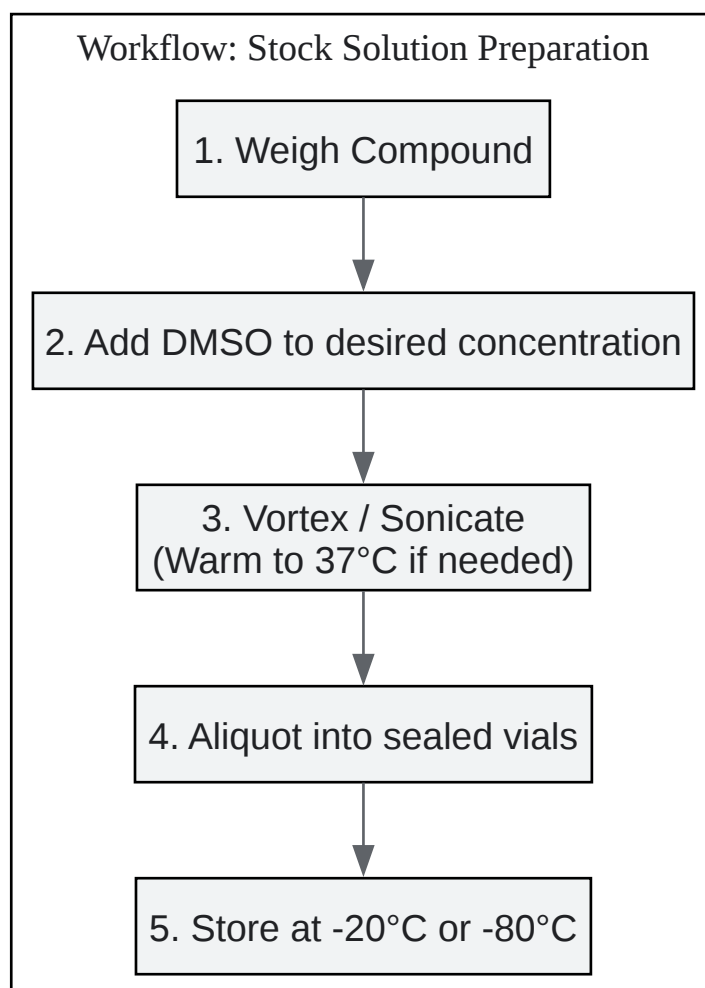 Workflow: Stock Solution Preparation
1. Weigh Compound
2. Add DMSO to desired concentration
3. Vortex / Sonicate
(Warm to 37°C if needed)
4. Aliquot into sealed vials
5. Store at -20°C or -80°C